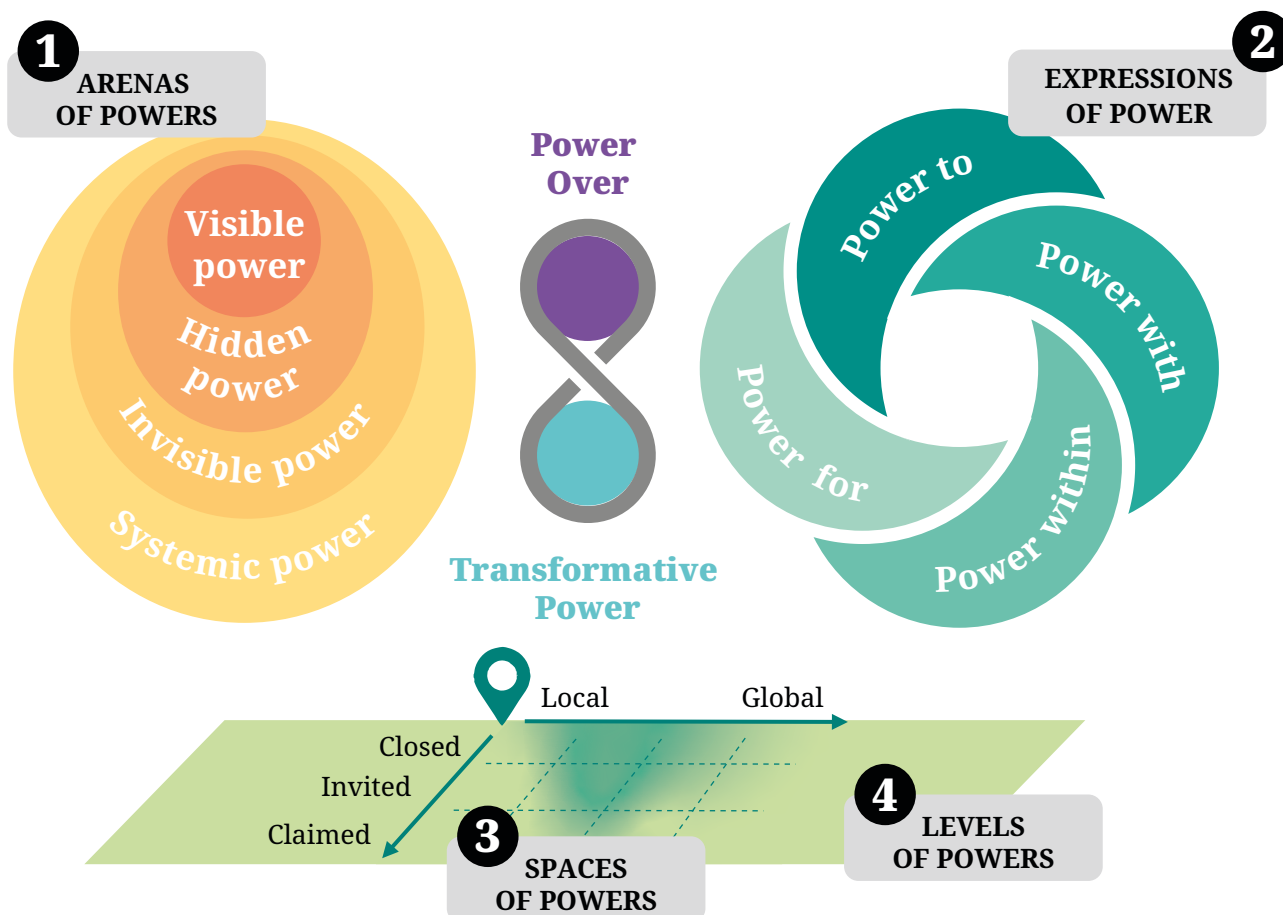 1
ARENAS
OF POWERS
Visible
power
Hidden
power
Invisible power
Systemic power
Power
Over
Transformative
Power
2
EXPRESSIONS
OF POWER
Power to
Power with
Power within
Power for
Local
Global
Closed
Invited
Claimed
3
SPACES
OF POWERS
4
LEVELS
OF POWERS